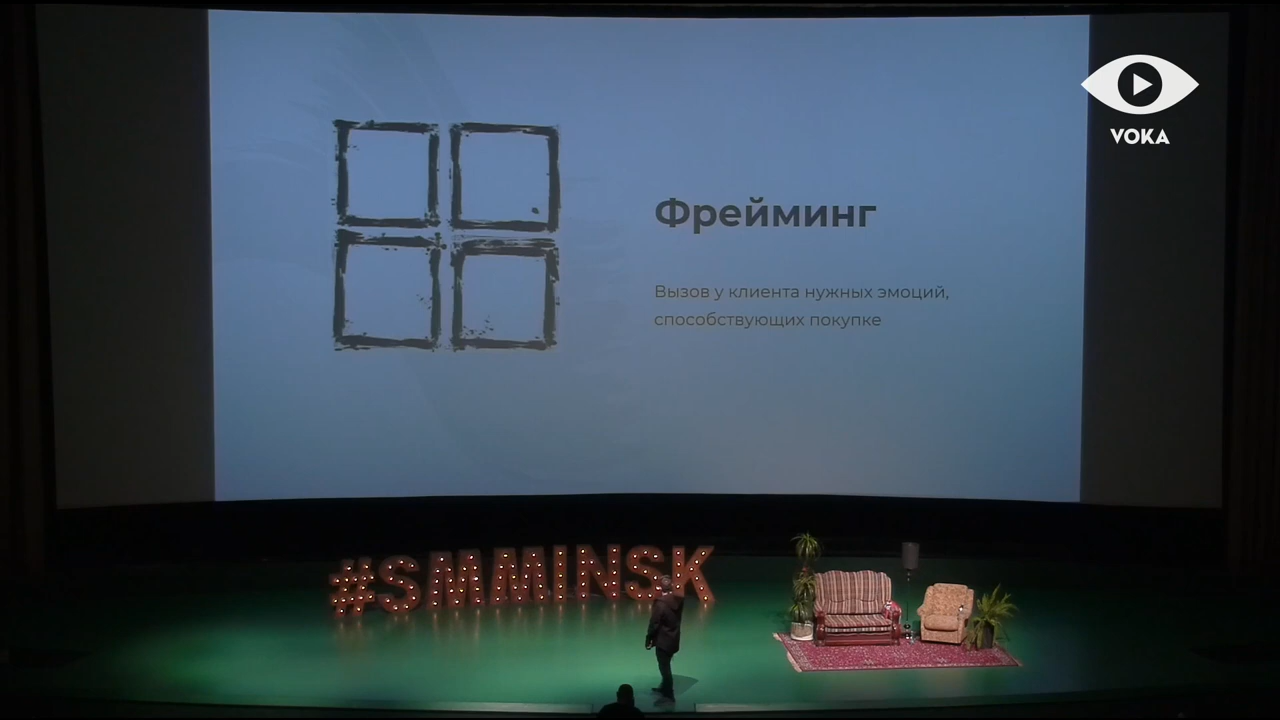 VOKA
Фрейминг
Вызов у клиента нужных эмоций,
способствующих покупке
#SMMINSK